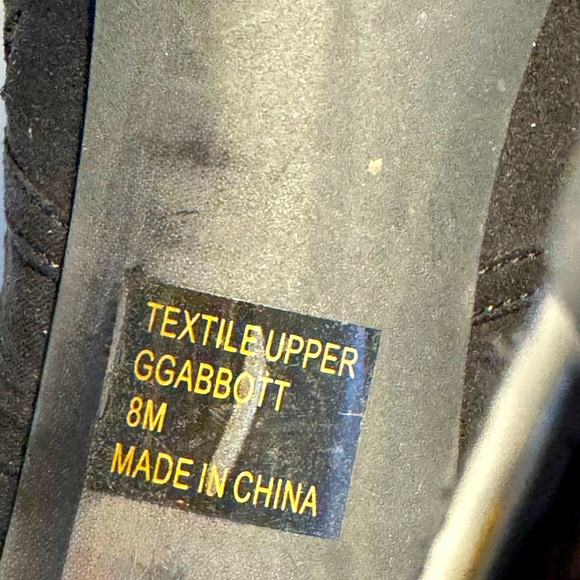 TEXTILE UPPER
GGABBOTT
8M
MADE IN CHINA